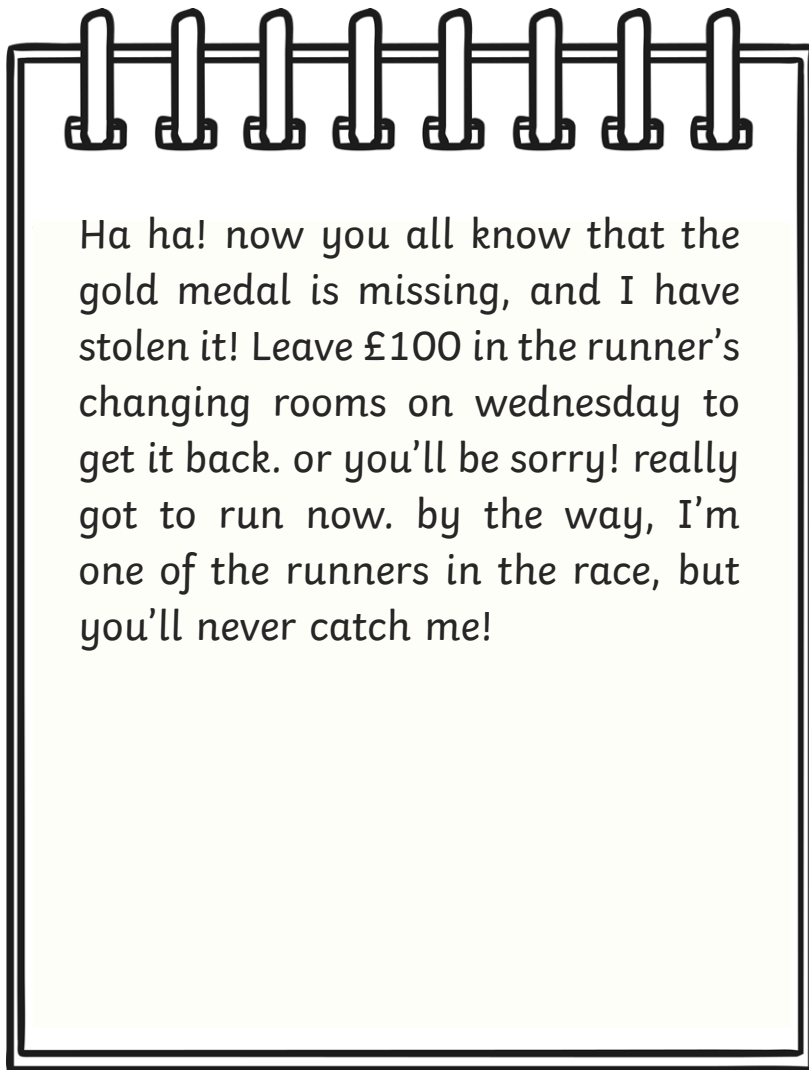 Ha ha! now you all know that the
gold medal is missing, and I have
stolen it! Leave £100 in the runner’s
changing rooms on wednesday to
get it back. or you’ll be sorry! really
got to run now. by the way, I’m
one of the runners in the race, but
you’ll never catch me!